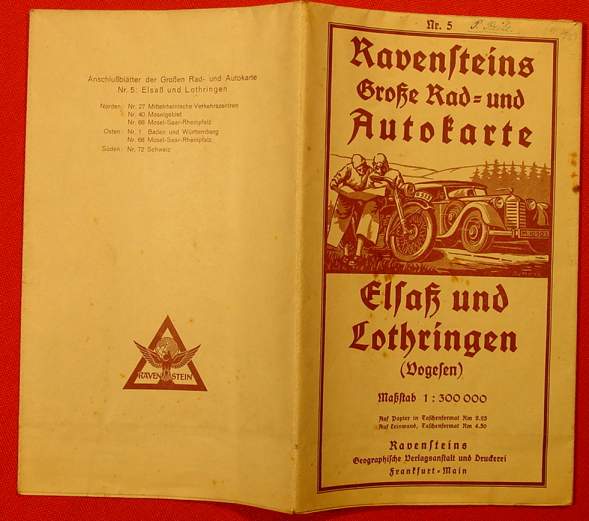 Anschlußblätter der Großen Rad- und Autokarte
Nr. 5: Elsaß und Lothringen
Norden: Nr. 27 Mittelrheinische Verkehrszentren
Nr. 40 Moselgebiet
Nr. 68 Mosel-Saar-Rheinpfalz
Osten: Nr. 1 Baden und Württemberg
Nr. 68 Mosel-Saar-Rheinpfalz
Süden: Nr. 72 Schweiz
RAVENSTEIN
Nr. 5
Ravensteins
Große Rad- und
Autokarte
Elsaß und
Lothringen
(Vogesen)
Maßstab 1:300 000
Auf Papier in Taschenformat Rm 2.25
Auf Leinwand, Taschenformat Rm 4.50
Ravensteins
Geographische Verlagsanstalt und Druckerei
Frankfurt-Main